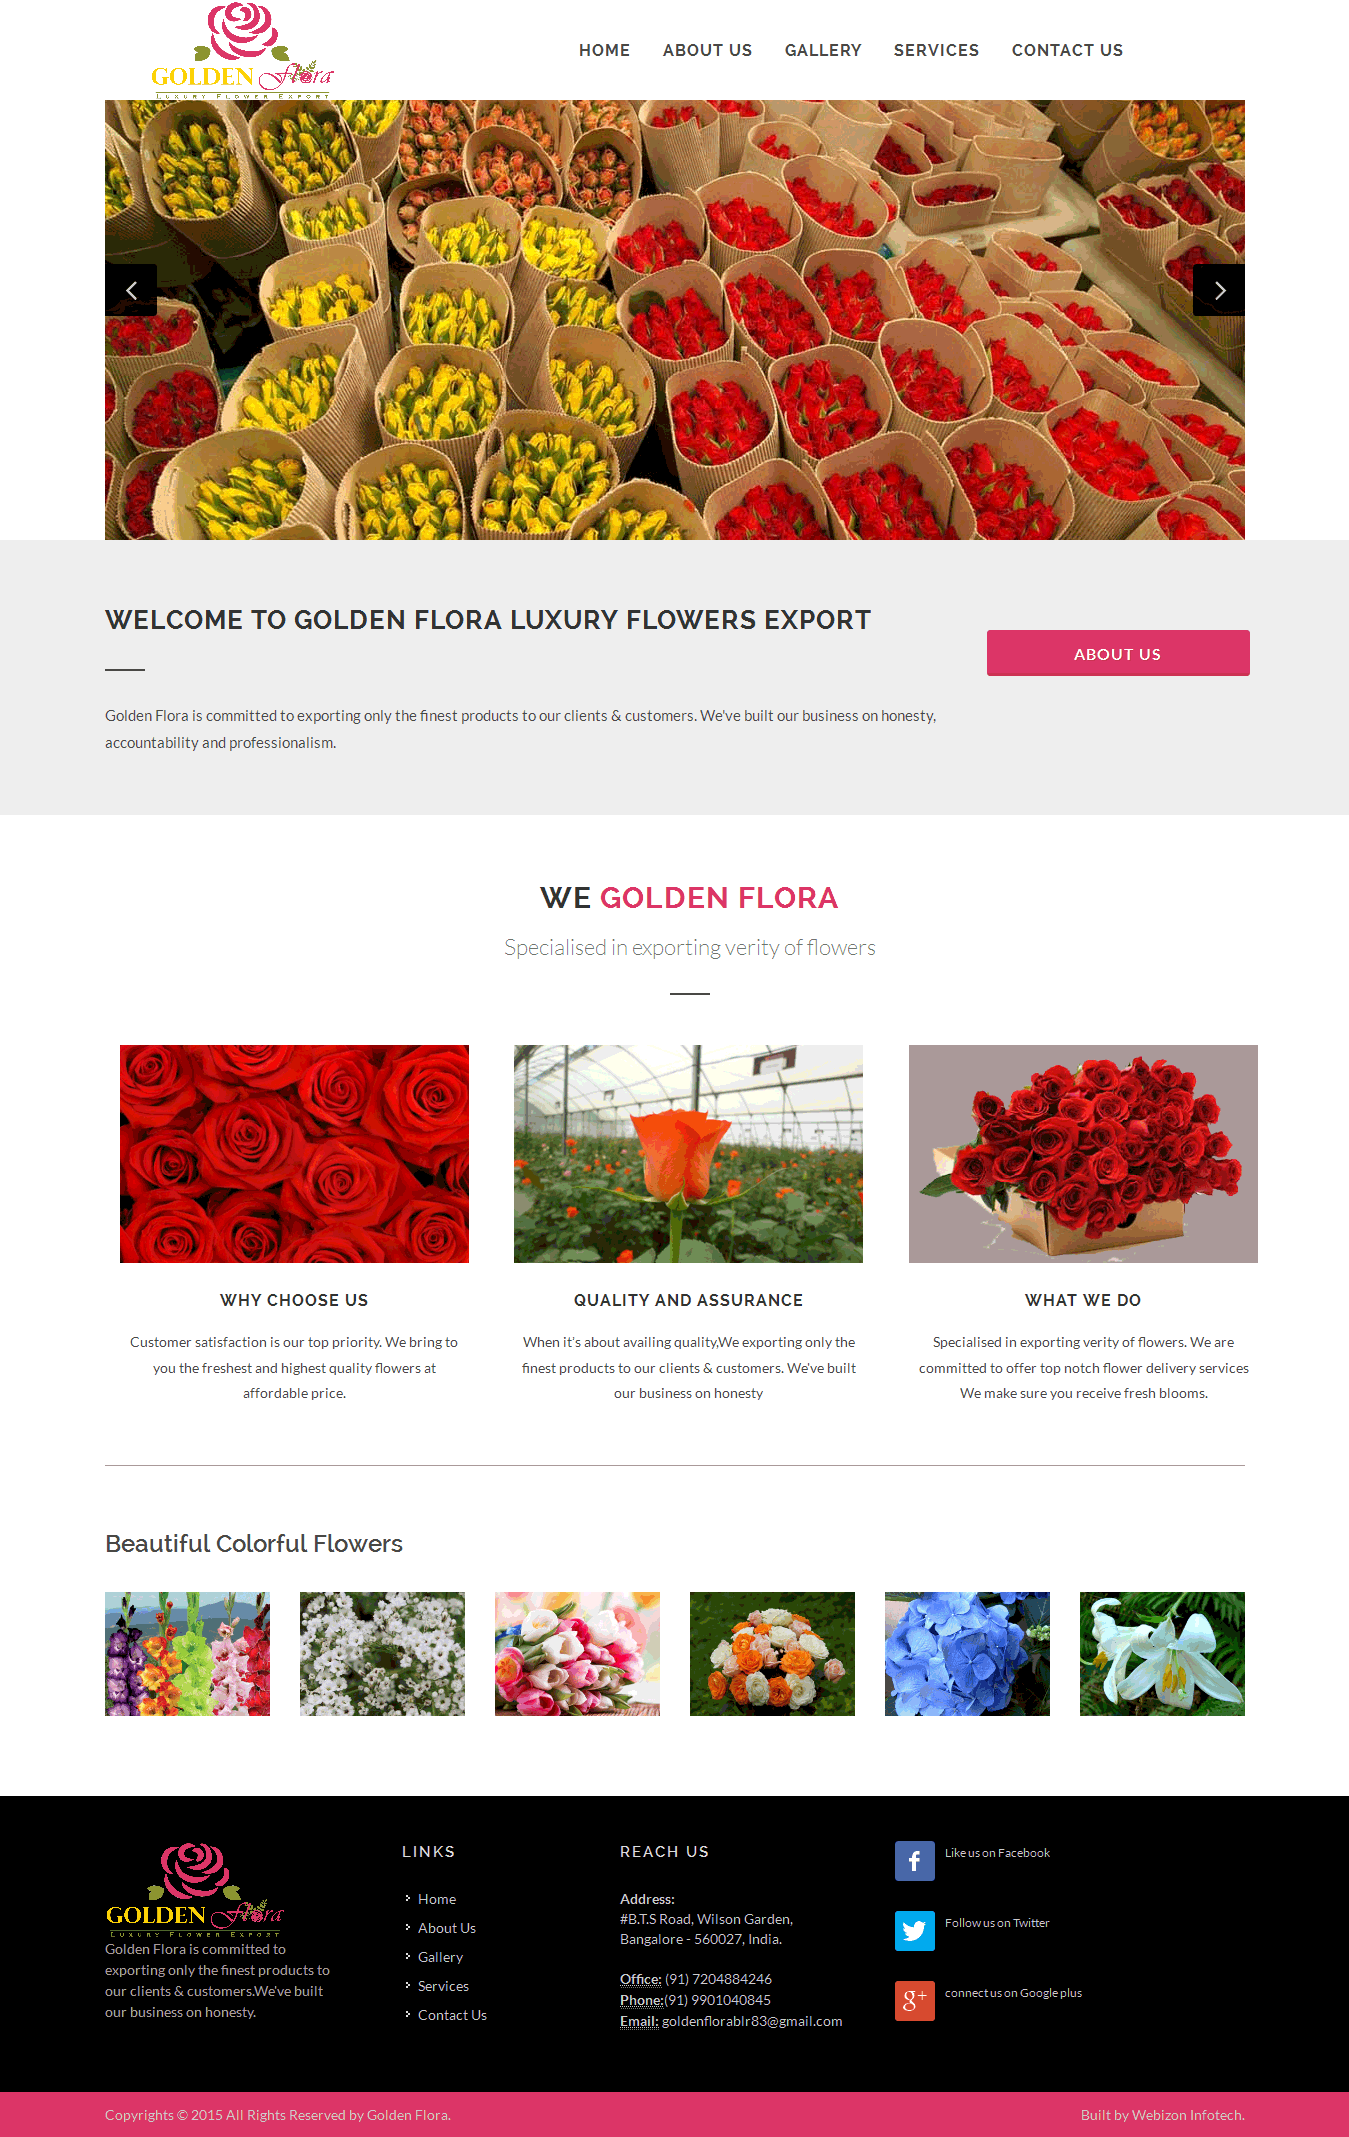 GOLDEN Flora
LUXURY FLOWER EXPORT
HOME
ABOUT US
GALLERY
SERVICES
CONTACT US
WELCOME TO GOLDEN FLORA LUXURY FLOWERS EXPORT
ABOUT US
Golden Flora is committed to exporting only the finest products to our clients & customers. We've built our business on honesty,
accountability and professionalism.
WE GOLDEN FLORA
Specialised in exporting verity of flowers
WHY CHOOSE US
Customer satisfaction is our top priority. We bring to
you the freshest and highest quality flowers at
affordable price.
QUALITY AND ASSURANCE
When it's about availing quality,We exporting only the
finest products to our clients & customers. We've built
our business on honesty
WHAT WE DO
Specialised in exporting verity of flowers. We are
committed to offer top notch flower delivery services
We make sure you receive fresh blooms.
Beautiful Colorful Flowers
GOLDEN Flora
LUXURY FLOWER EXPORT
Golden Flora is committed to
exporting only the finest products to
our clients & customers.We've built
our business on honesty.
LINKS
Home
About Us
Gallery
Services
Contact Us
REACH US
Address:
#B.T.S Road, Wilson Garden,
Bangalore - 560027, India.
Office: (91) 7204884246
Phone:(91) 9901040845
Email: goldenflorablr83@gmail.com
Like us on Facebook
Follow us on Twitter
connect us on Google plus
Copyrights © 2015 All Rights Reserved by Golden Flora.
Built by Webizon Infotech.